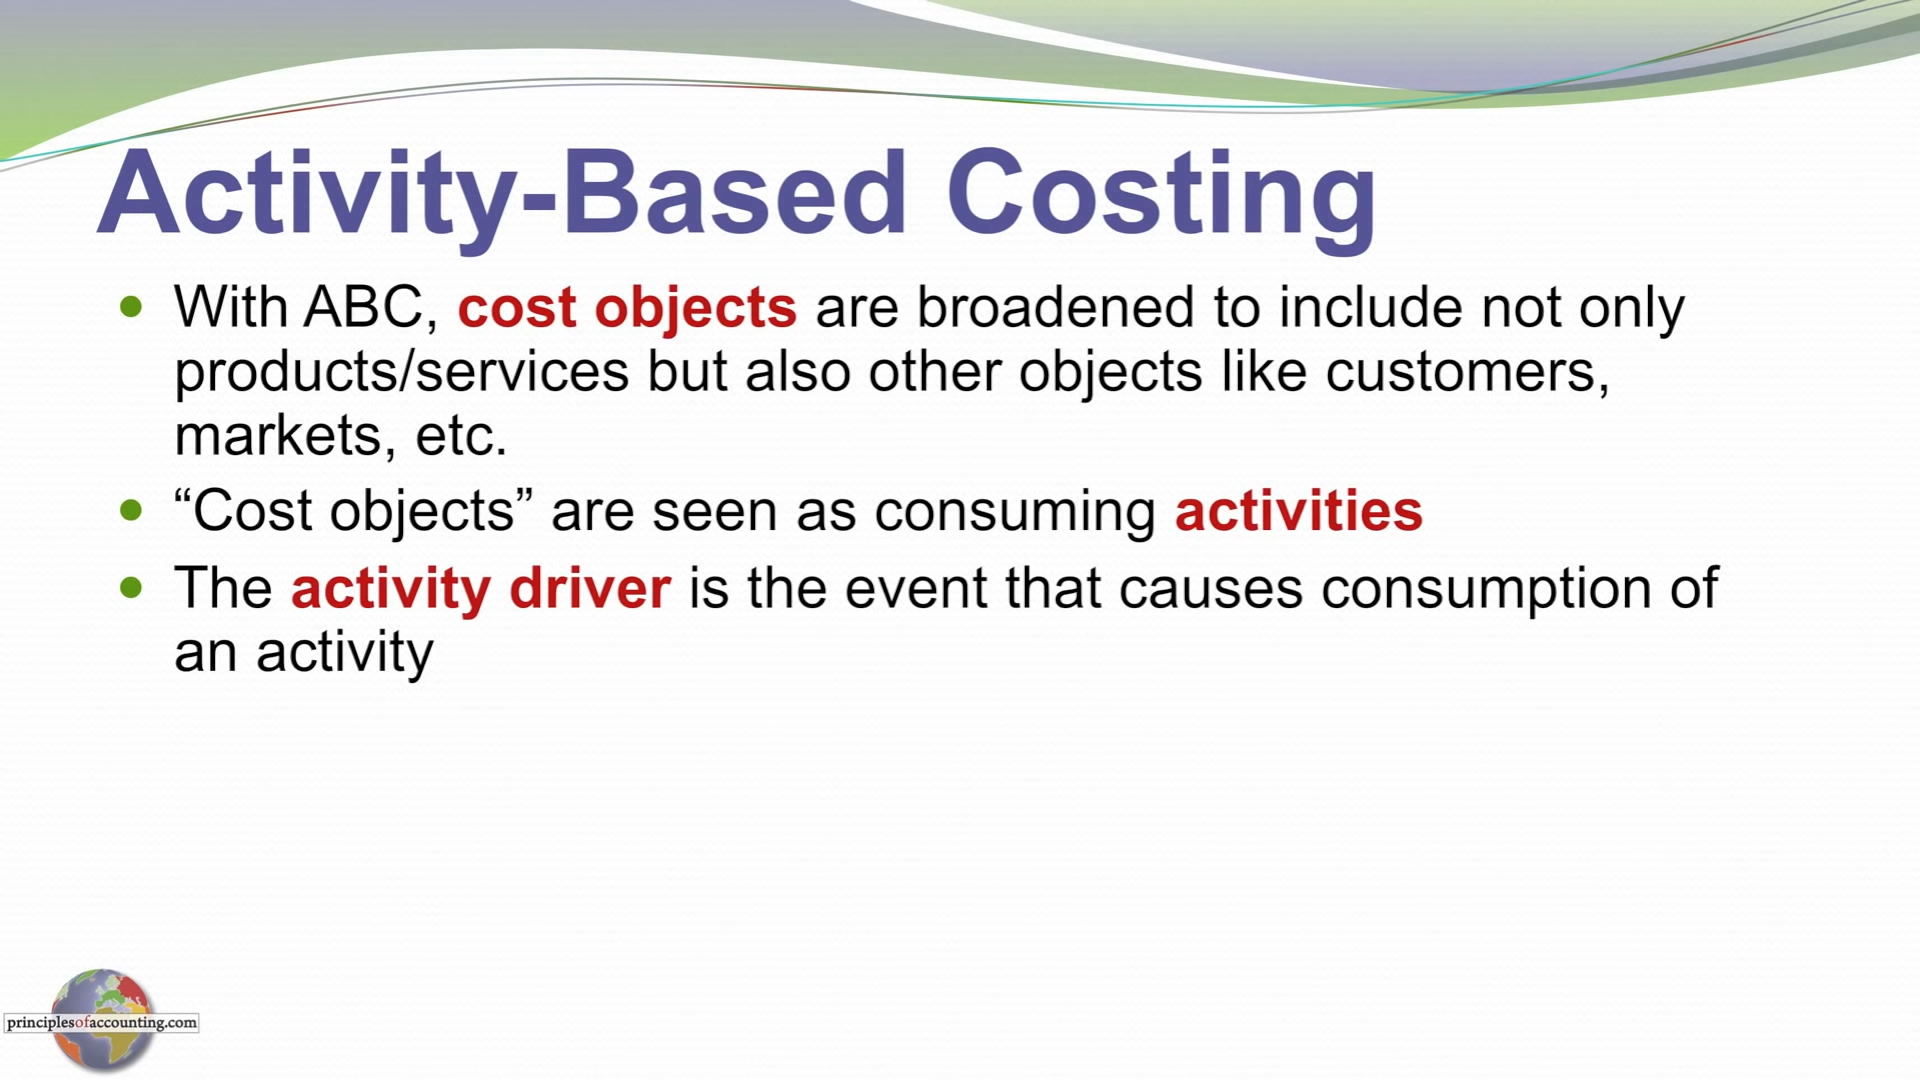 Activity-Based Costing
With ABC, cost objects are broadened to include not only
products/services but also other objects like customers,
markets, etc.
“Cost objects” are seen as consuming activities
The activity driver is the event that causes consumption of
an activity
principlesofaccounting.com